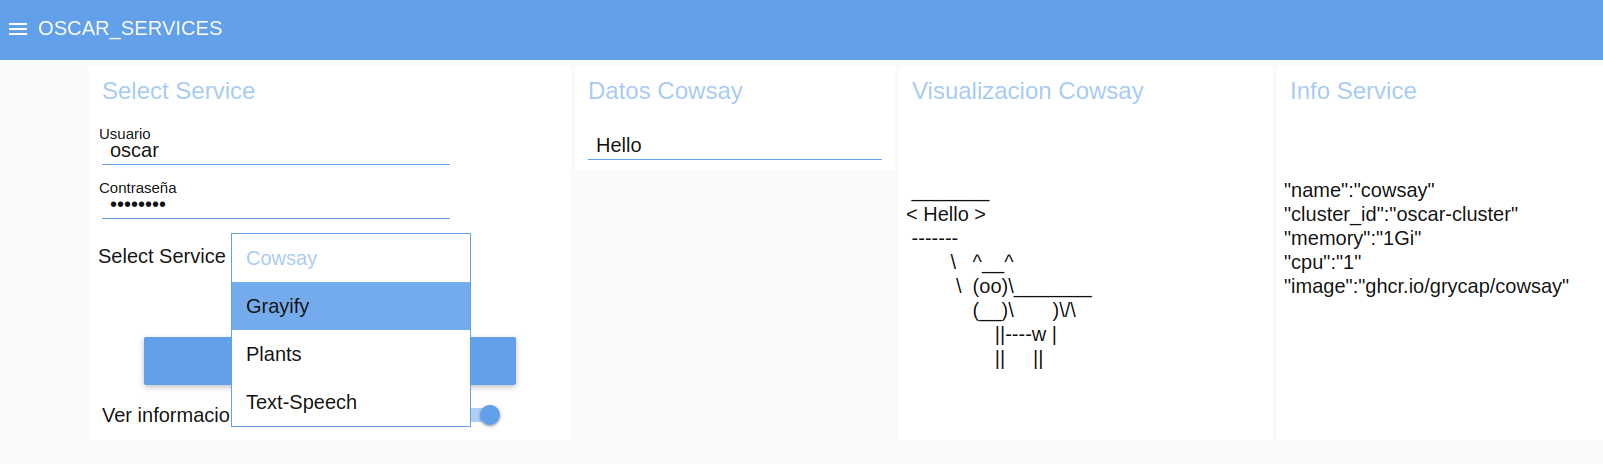 OSCAR_SERVICES
Select Service
Usuario
oscar
Contraseña
••••••••
Select Service
Cowsay
Grayify
Plants
Text-Speech
Ver informacio
Datos Cowsay
Hello
Visualizacion Cowsay
_______
< Hello >
-------
\ ^__^
\ (oo)\_______
(__)\ )\/\
||----w |
|| ||
Info Service
"name":"cowsay"
"cluster_id":"oscar-cluster"
"memory":"1Gi"
"cpu":"1"
"image":"ghcr.io/grycap/cowsay"